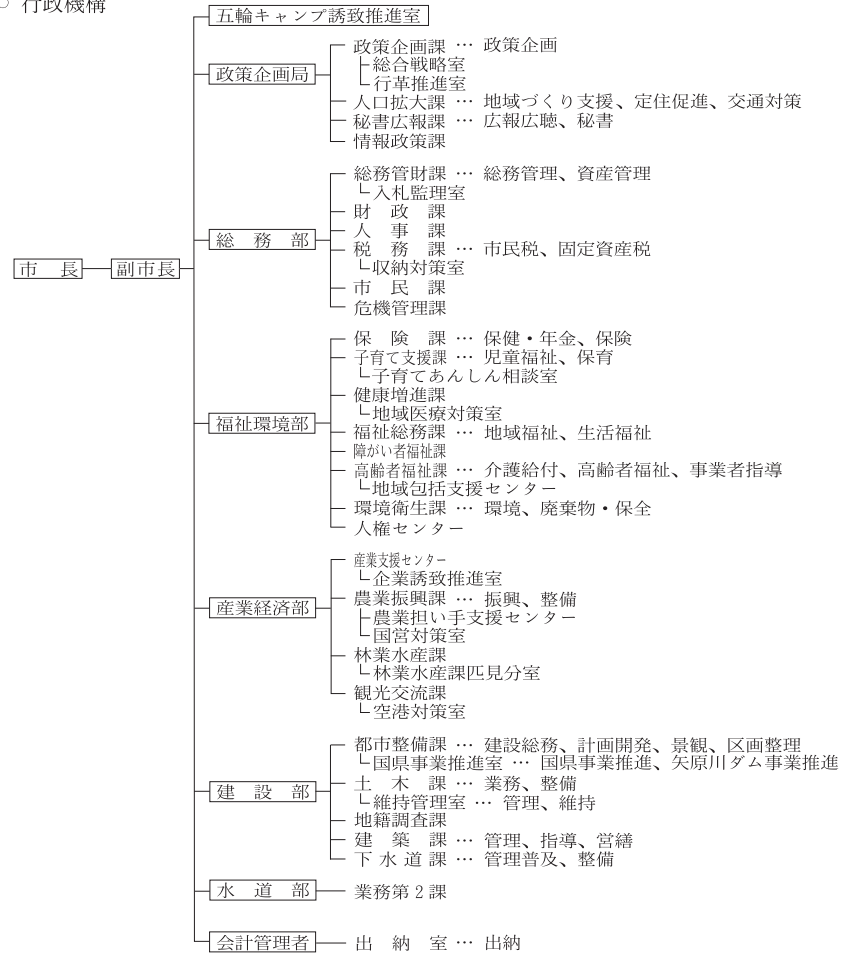 ○ 行政機構
五輪キャンプ誘致推進室
政策企画課 … 政策企画
総合戦略室
政策企画局
行革推進室
人口拡大課 … 地域づくり支援、定住促進、交通対策
秘書広報課 … 広報広聴、秘書
情報政策課
総務管財課 … 総務管理、資産管理
入札監理室
財政課
人事課
総務部
税務課 … 市民税、固定資産税
市長 副市長
収納対策室
市民課
危機管理課
保険課 … 保健・年金、保険
子育て支援課 … 児童福祉、保育
子育てあんしん相談室
健康増進課
地域医療対策室
福祉環境部
福祉総務課 … 地域福祉、生活福祉
障がい者福祉課
高齢者福祉課 … 介護給付、高齢者福祉、事業者指導
地域包括支援センター
環境衛生課 … 環境、廃棄物・保全
人権センター
産業支援センター
企業誘致推進室
農業振興課 … 振興、整備
産業経済部
農業担い手支援センター
国営対策室
林業水産課
林業水産課匹見分室
観光交流課
空港対策室
都市整備課 … 建設総務、計画開発、景観、区画整理
国県事業推進室 … 国県事業推進、矢原川ダム事業推進
土木課 … 業務、整備
建設部
維持管理室 … 管理、維持
地籍調査課
建築課 … 管理、指導、営繕
下水道課 … 管理普及、整備
水道部 業務第2課
会計管理者 出納室 … 出納